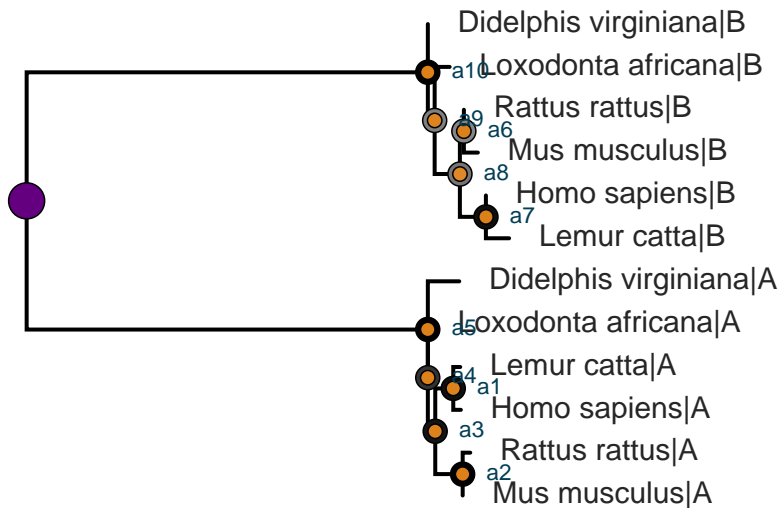 Didelphis virginiana|B
a10 Loxodonta africana|B
Rattus rattus|B
a9 a6
Mus musculus|B
a8
Homo sapiens|B
a7
Lemur catta|B
Didelphis virginiana|A
a5 Loxodonta africana|A
Lemur catta|A
a4 a1
Homo sapiens|A
a3
Rattus rattus|A
a2
Mus musculus|A